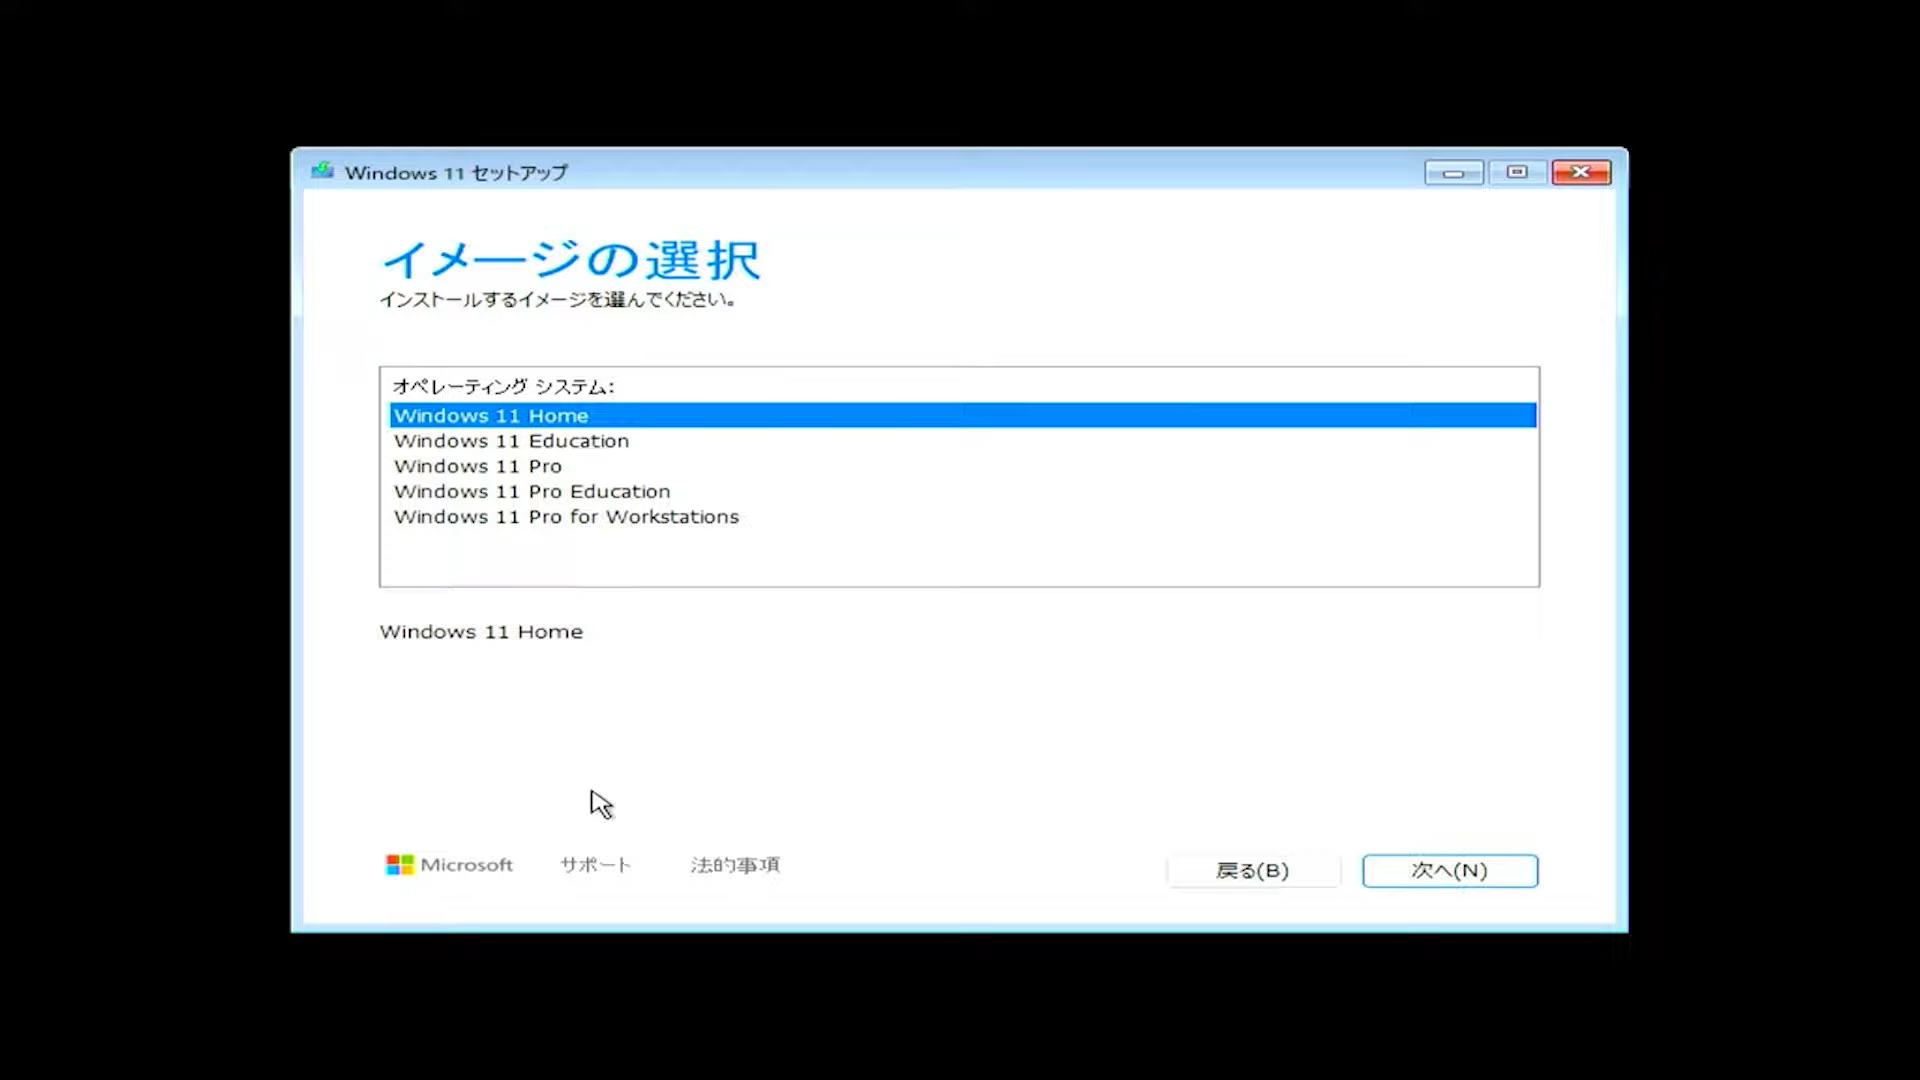 Windows 11 セットアップ
イメージの選択
インストールするイメージを選んでください。
オペレーティング システム:
Windows 11 Home
Windows 11 Education
Windows 11 Pro
Windows 11 Pro Education
Windows 11 Pro for Workstations
Windows 11 Home
Microsoft サポート 法的事項 戻る(B) 次へ(N)